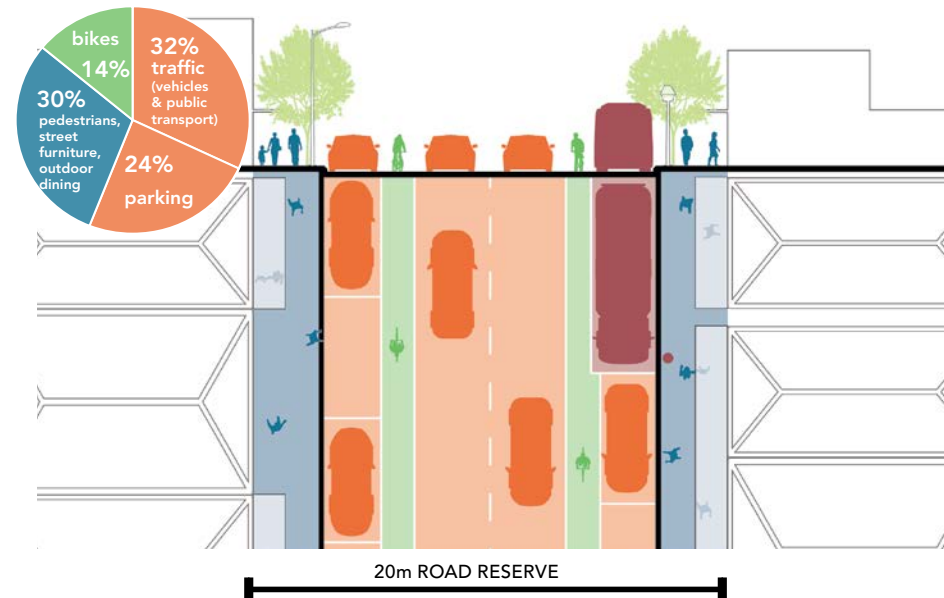 bikes
14%
32%
traffic
(vehicles
& public
transport)
30%
pedestrians,
street
furniture,
outdoor
dining
24%
parking
20m ROAD RESERVE